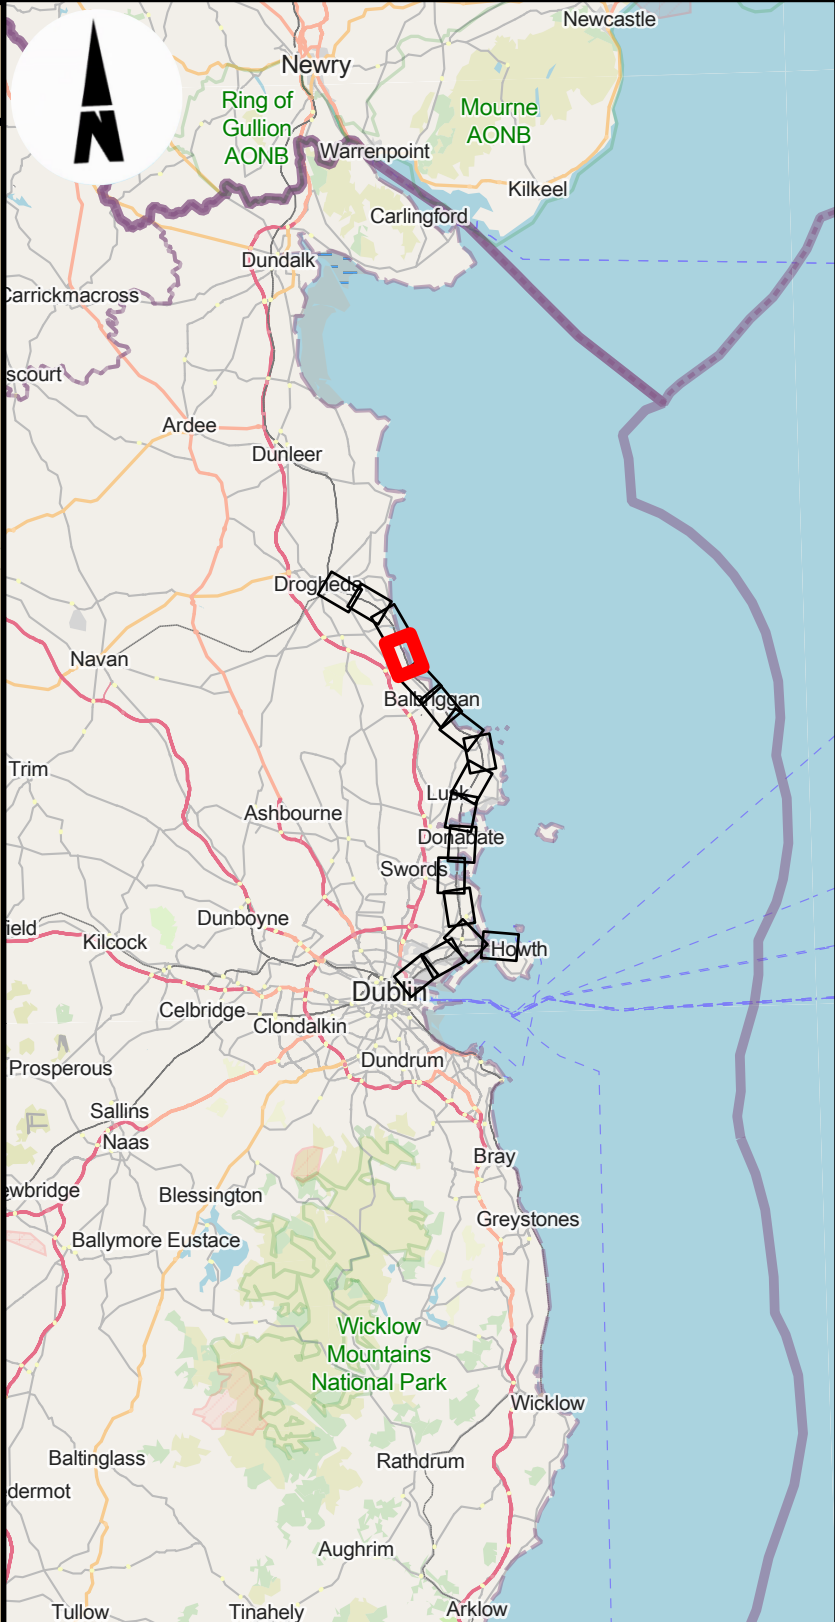 Newcastle
Newry
N
Ring of
Gullion
AONB
Mourne
AONB
Warrenpoint
Kilkeel
Carlingford
Dundalk
Carrickmacross
scourt
Ardee
Dunleer
Drogheda
Navan
Balbriggan
Trim
Lusk
Ashbourne
Donabate
Swords
Dunboyne
ield
Kilcock
Howth
Dublin
Celbridge
Clondalkin
Dundrum
Prosperous
Sallins
Naas
Bray
ewbridge
Blessington
Greystones
Ballymore Eustace
Wicklow
Mountains
National Park
Wicklow
Baltinglass
Rathdrum
dermot
Aughrim
Tullow
Tinahely
Arklow